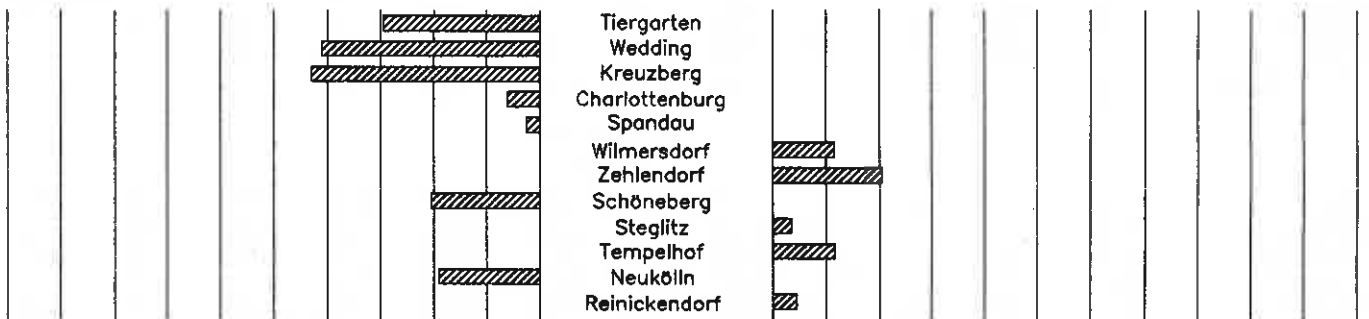 Tiergarten
Wedding
Kreuzberg
Charlottenburg
Spandau
Wilmersdorf
Zehlendorf
Schöneberg
Steglitz
Tempelhof
Neukölln
Reinickendorf